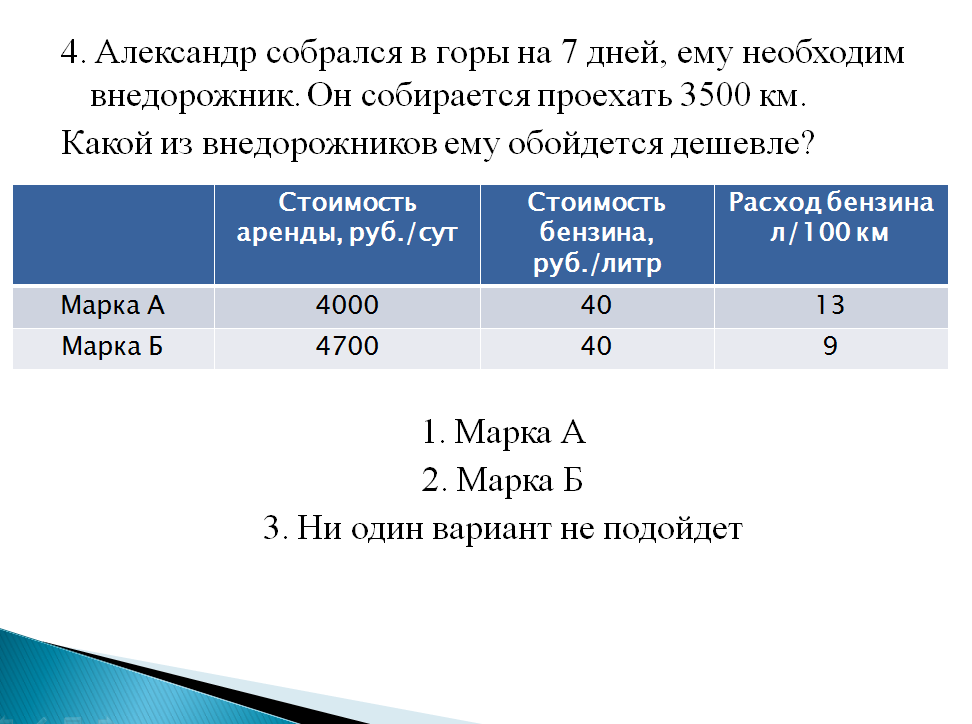 4. Александр собрался в горы на 7 дней, ему необходим
внедорожник. Он собирается проехать 3500 км.
Какой из внедорожников ему обойдется дешевле?
Стоимость аренды, руб./сут Стоимость бензина, руб./литр Расход бензина л/100 км
Марка А 4000 40 13
Марка Б 4700 40 9
1. Марка А
2. Марка Б
3. Ни один вариант не подойдет